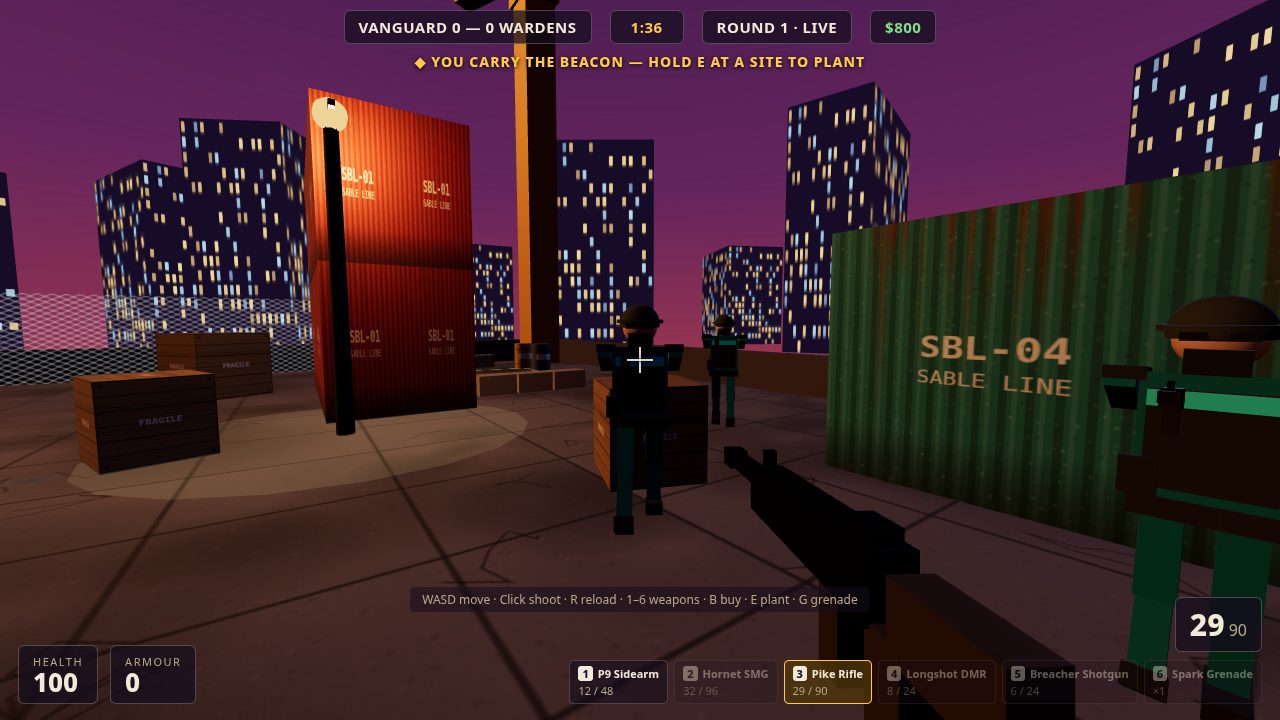 VANGUARD 0 — 0 WARDENS
1:36
ROUND 1 · LIVE
$800
◆ YOU CARRY THE BEACON — HOLD E AT A SITE TO PLANT
SBL-01
SABLE LINE
SBL-01
SABLE LINE
SBL-01
SABLE LINE
SBL-01
SABLE LINE
SBL-04
SABLE LINE
FRAGILE
FRAGILE
WASD move · Click shoot · R reload · 1–6 weapons · B buy · E plant · G grenade
29 90
HEALTH
100
ARMOUR
0
1 P9 Sidearm
12 / 48
2 Hornet SMG
32 / 96
3 Pike Rifle
29 / 90
4 Longshot DMR
8 / 24
5 Breacher Shotgun
6 / 24
6 Spark Grenade
×1